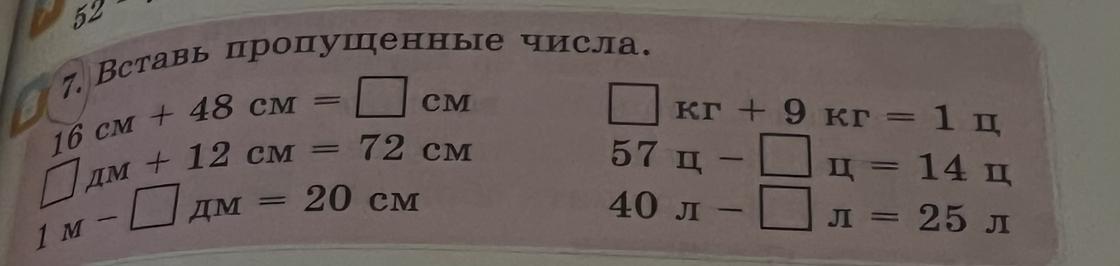 52
7. Вставь пропущенные числа.
16 см + 48 см = □ см
□ дм + 12 см = 72 см
1 м − □ дм = 20 см
□ кг + 9 кг = 1 ц
57 ц − □ ц = 14 ц
40 л − □ л = 25 л